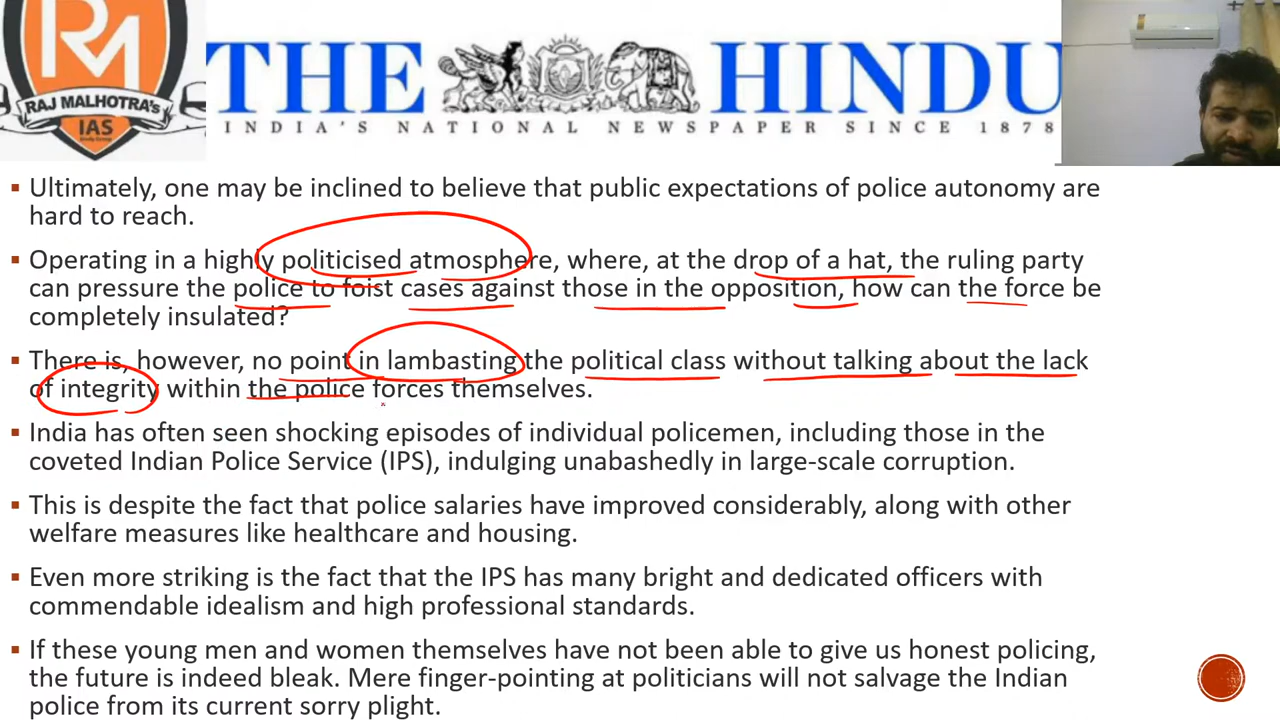 RM
RAJ MALHOTRA's
IAS
THE HINDU
INDIA'S NATIONAL NEWSPAPER SINCE 1878
▪ Ultimately, one may be inclined to believe that public expectations of police autonomy are
hard to reach.
▪ Operating in a highly politicised atmosphere, where, at the drop of a hat, the ruling party
can pressure the police to foist cases against those in the opposition, how can the force be
completely insulated?
▪ There is, however, no point in lambasting the political class without talking about the lack
of integrity within the police forces themselves.
▪ India has often seen shocking episodes of individual policemen, including those in the
coveted Indian Police Service (IPS), indulging unabashedly in large-scale corruption.
▪ This is despite the fact that police salaries have improved considerably, along with other
welfare measures like healthcare and housing.
▪ Even more striking is the fact that the IPS has many bright and dedicated officers with
commendable idealism and high professional standards.
▪ If these young men and women themselves have not been able to give us honest policing,
the future is indeed bleak. Mere finger-pointing at politicians will not salvage the Indian
police from its current sorry plight.